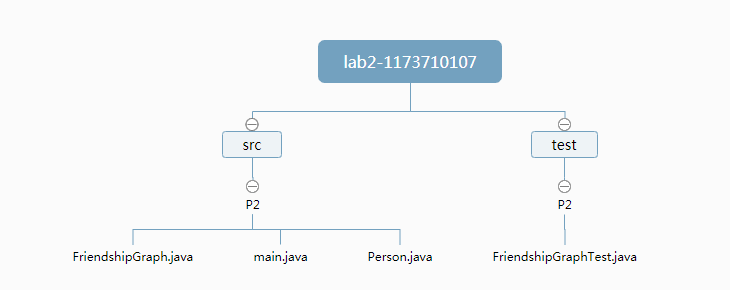 lab2-1173710107
src
test
P2
P2
FriendshipGraph.java
main.java
Person.java
FriendshipGraphTest.java